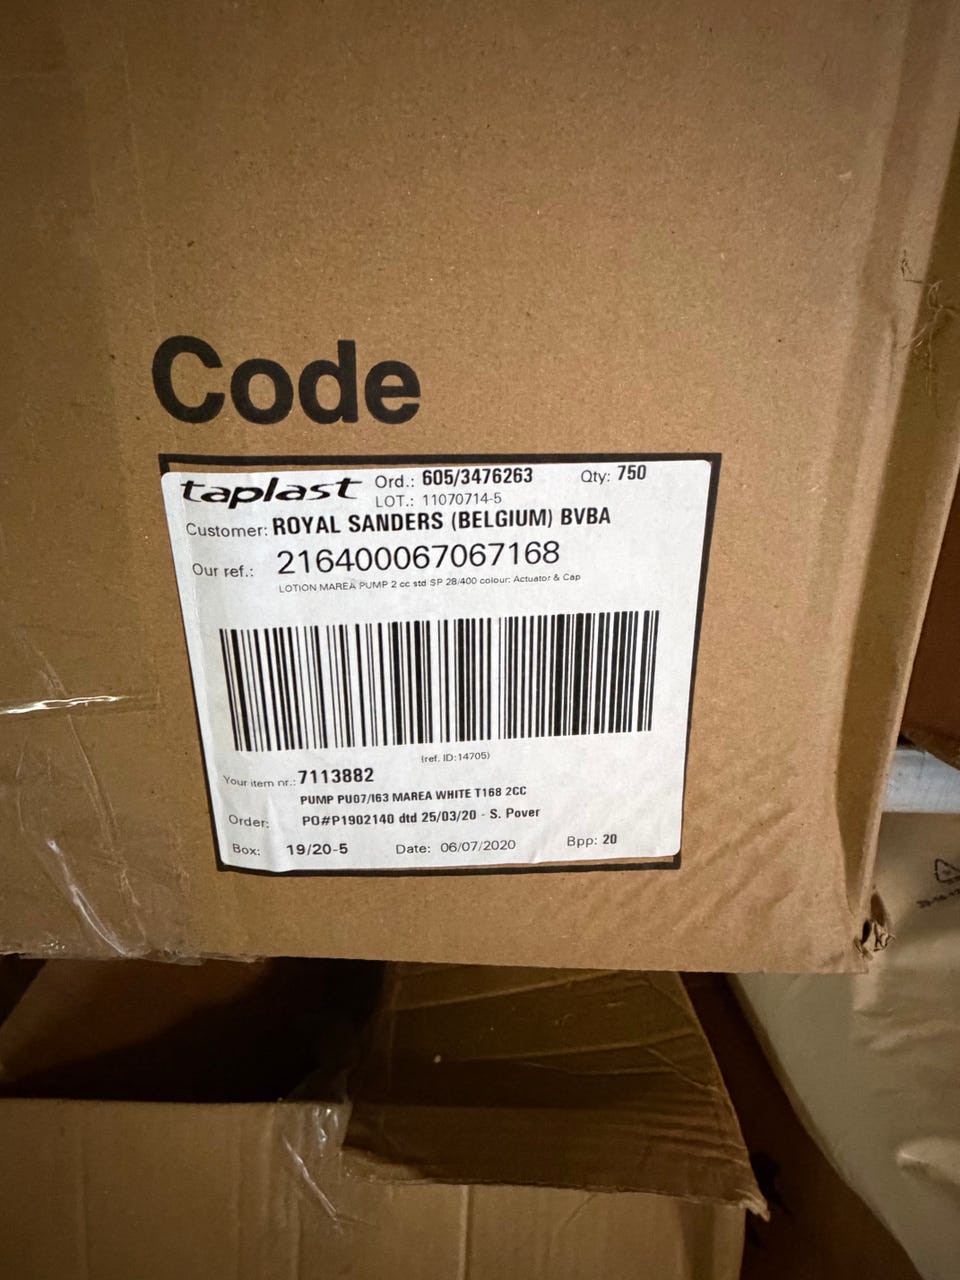 Code
taplast Ord.: 605/3476263 Qty: 750
LOT.: 11070714-5
Customer: ROYAL SANDERS (BELGIUM) BVBA
Our ref.: 216400067067168
LOTION MAREA PUMP 2 cc std SP 28/400 colour: Actuator & Cap
(ref. ID:14705)
Your item nr.: 7113882
PUMP PU07/I63 MAREA WHITE T168 2CC
Order: PO#P1902140 dtd 25/03/20 - S. Pover
Box: 19/20-5 Date: 06/07/2020 Bpp: 20